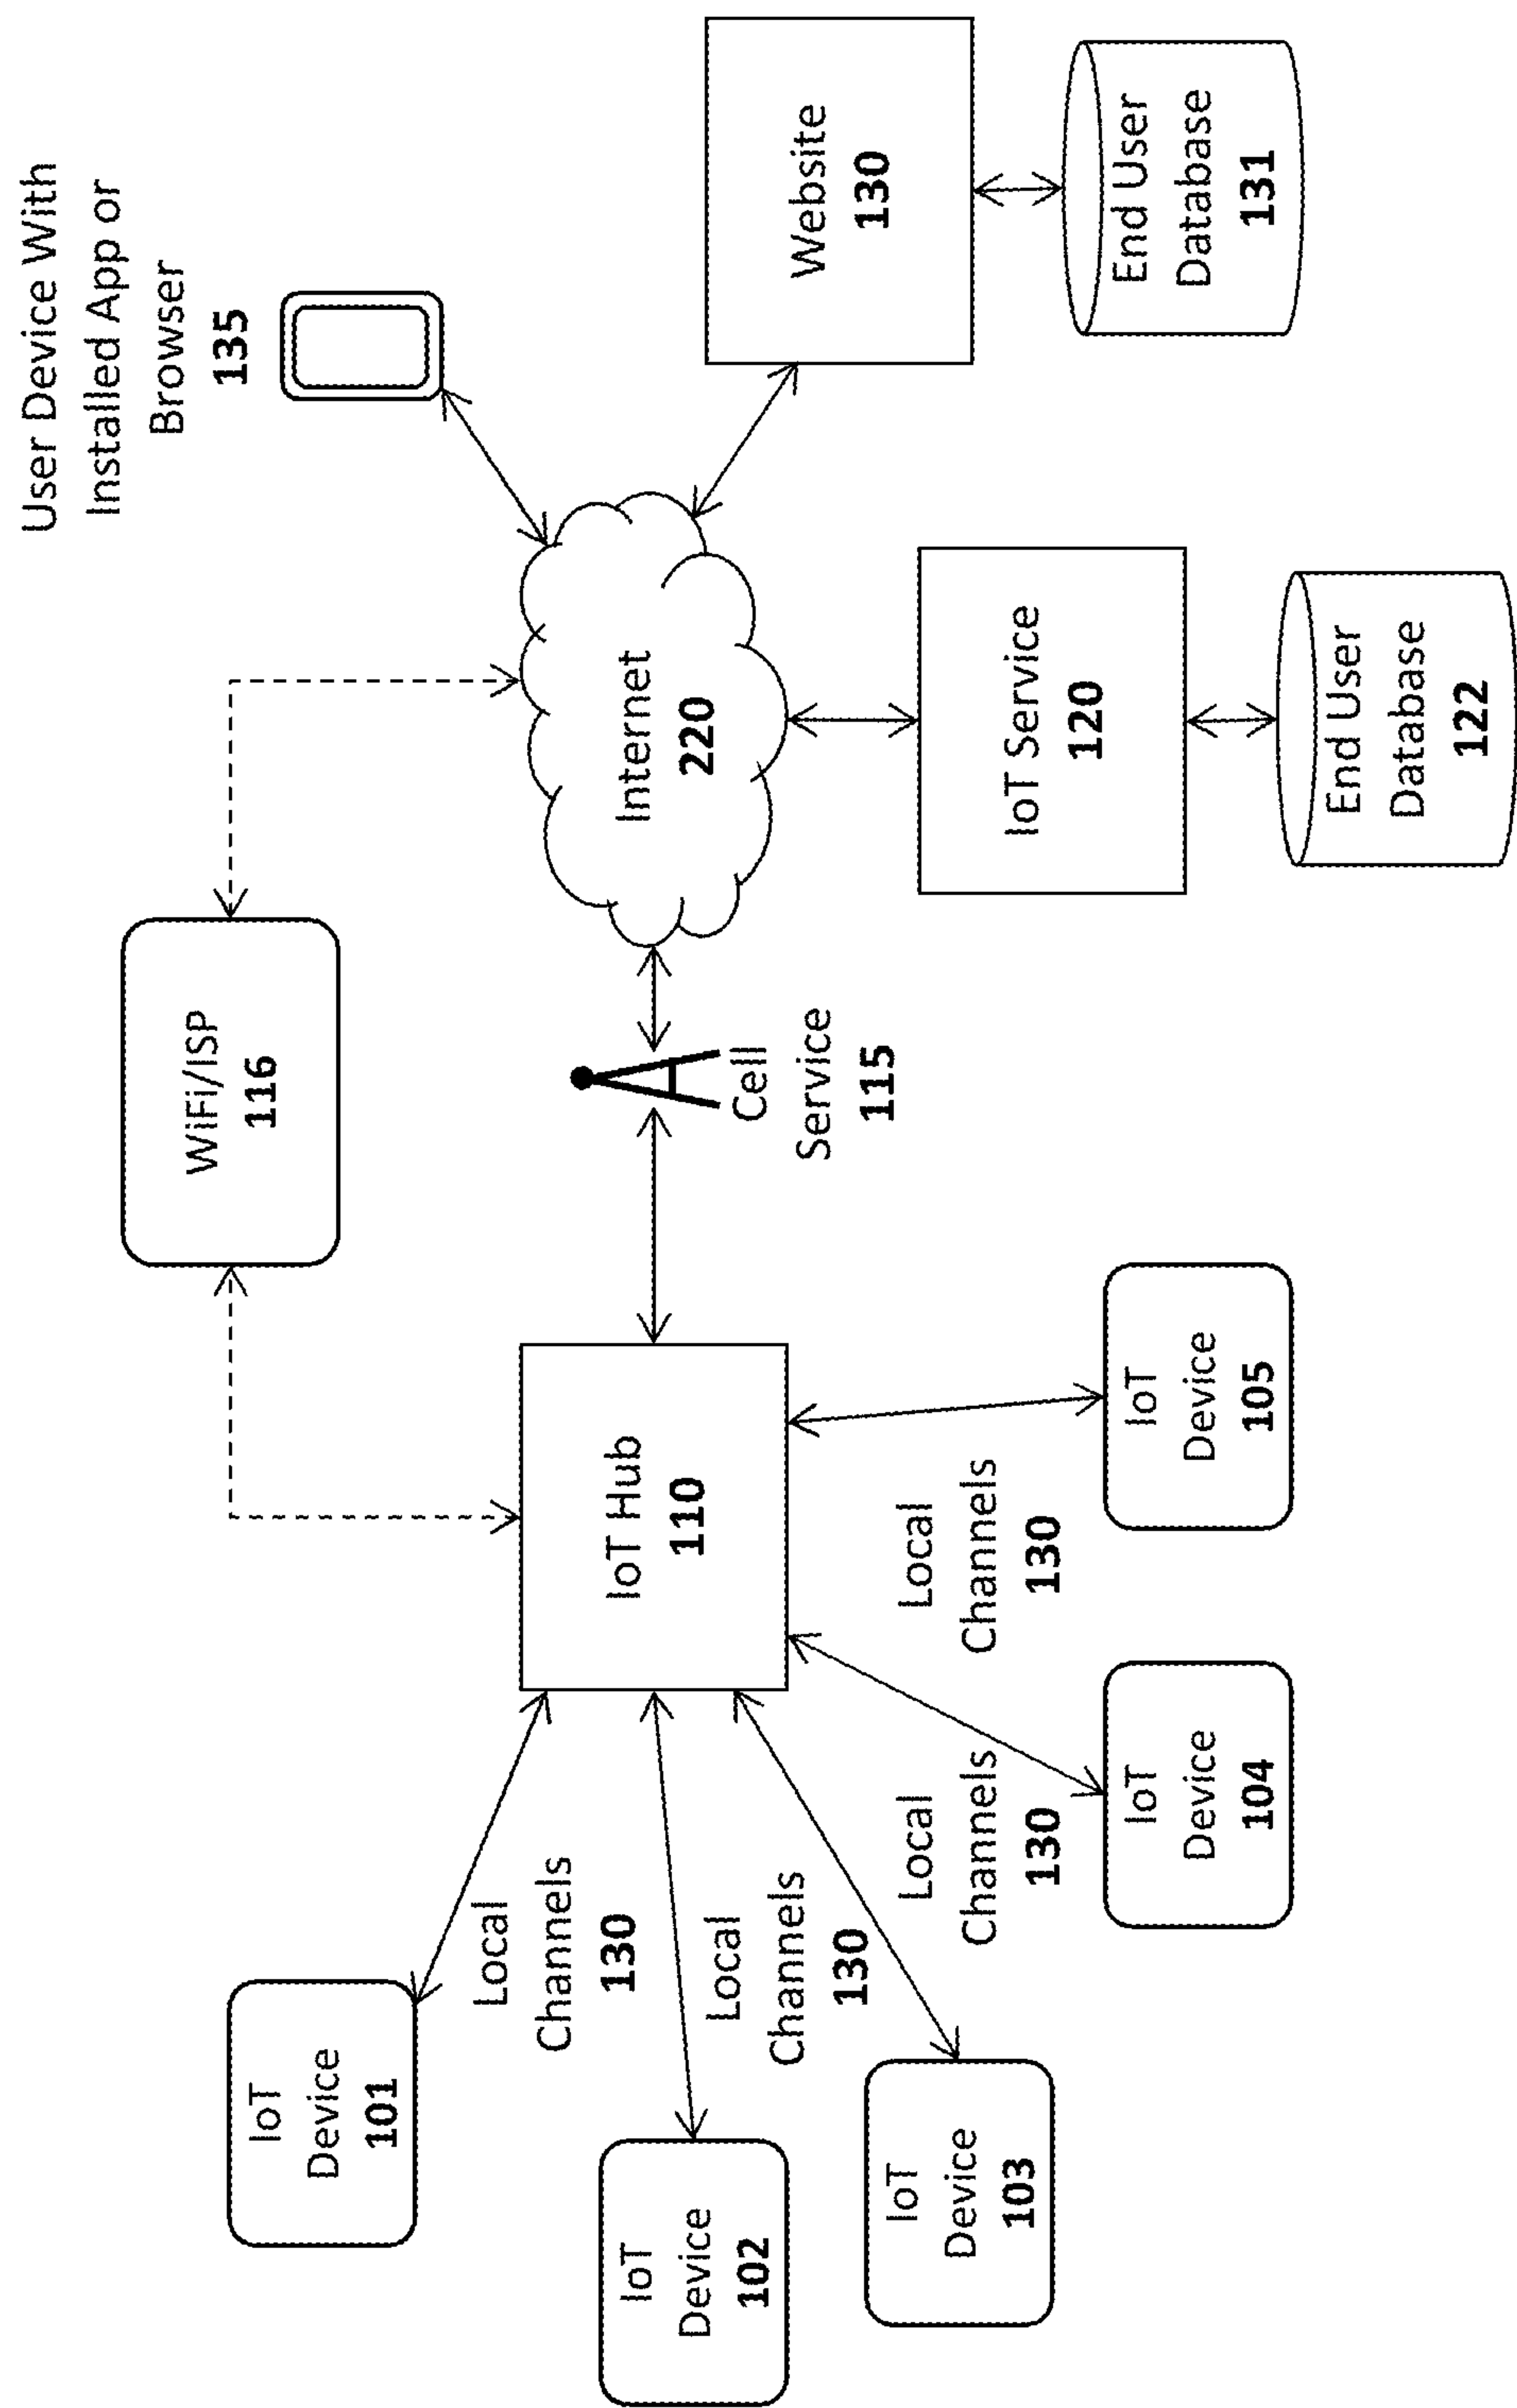 User Device With
Installed App or
Browser
135
WiFi/ISP
116
Website
130
End User
Database
131
Internet
220
Cell
Service
115
IoT Service
120
End User
Database
122
IoT Hub
110
IoT
Device
101
Local
Channels
130
IoT
Device
102
Local
Channels
130
IoT
Device
103
Local
Channels
130
IoT
Device
104
Local
Channels
130
IoT
Device
105